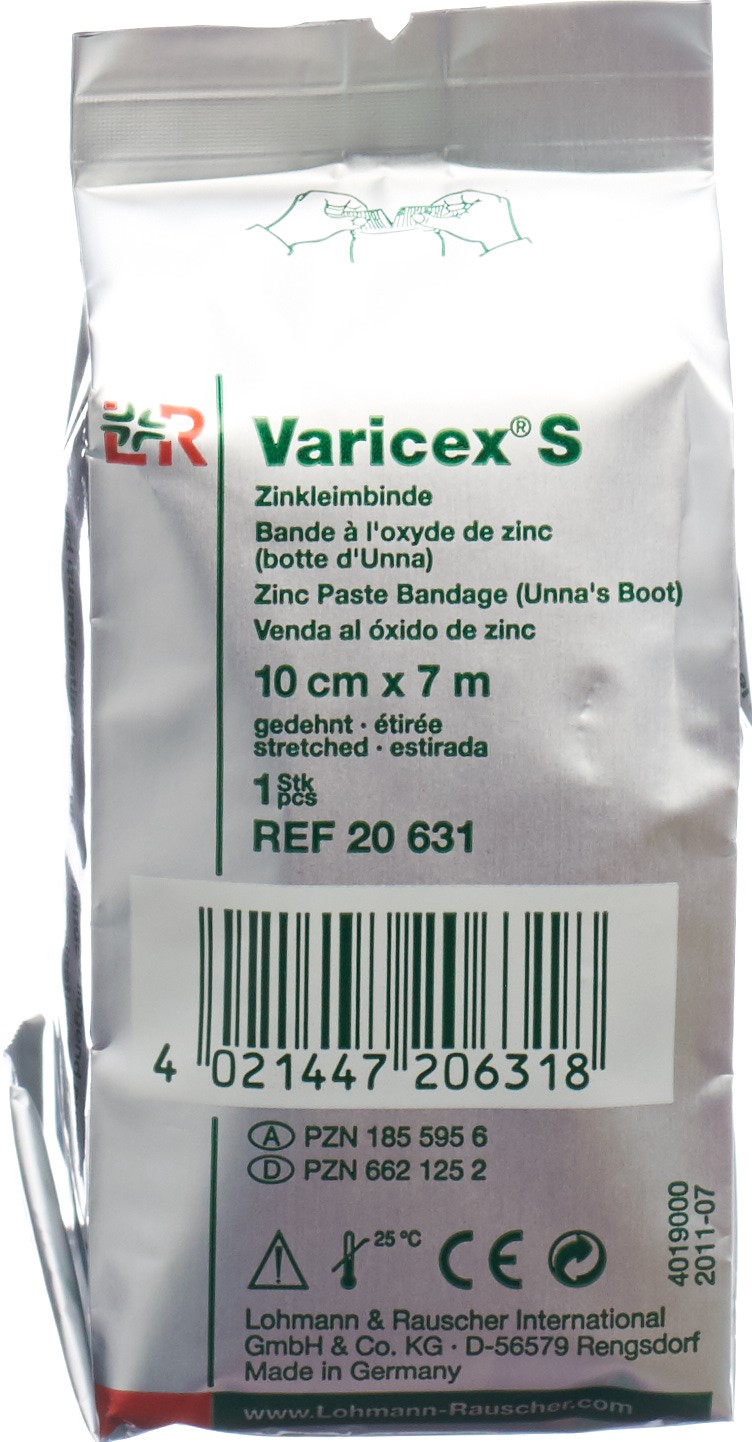 L&R
Varicex® S
Zinkleimbinde
Bande à l'oxyde de zinc
(botte d'Unna)
Zinc Paste Bandage (Unna's Boot)
Venda al óxido de zinc
10 cm x 7 m
gedehnt · étirée
stretched · estirada
1 Stk
pcs
REF 20 631
4 021447 206318
A PZN 185 595 6
D PZN 662 125 2
25 °C
CE
4019000
2011-07
Lohmann & Rauscher International
GmbH & Co. KG · D-56579 Rengsdorf
Made in Germany
www.Lohmann-Rauscher.com